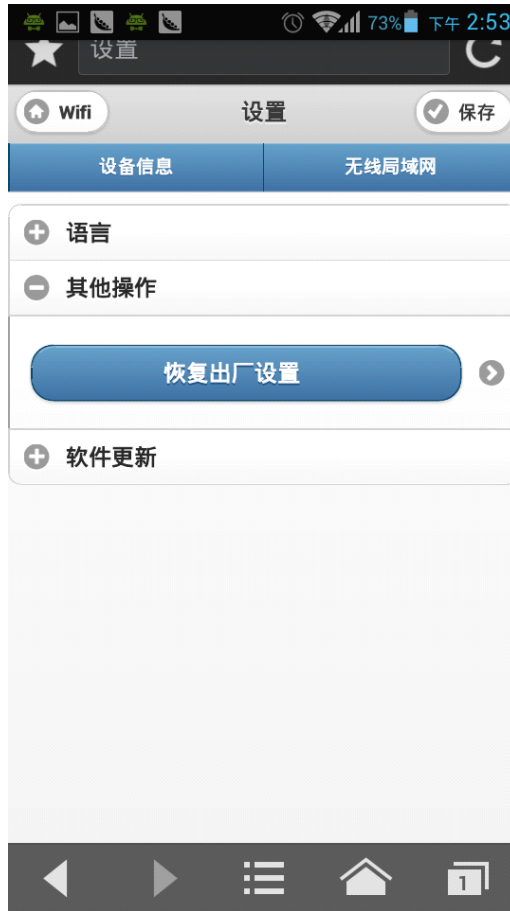 73% 下午 2:53
设置
Wifi 设置 保存
设备信息 无线局域网
语言
其他操作
恢复出厂设置
软件更新
1